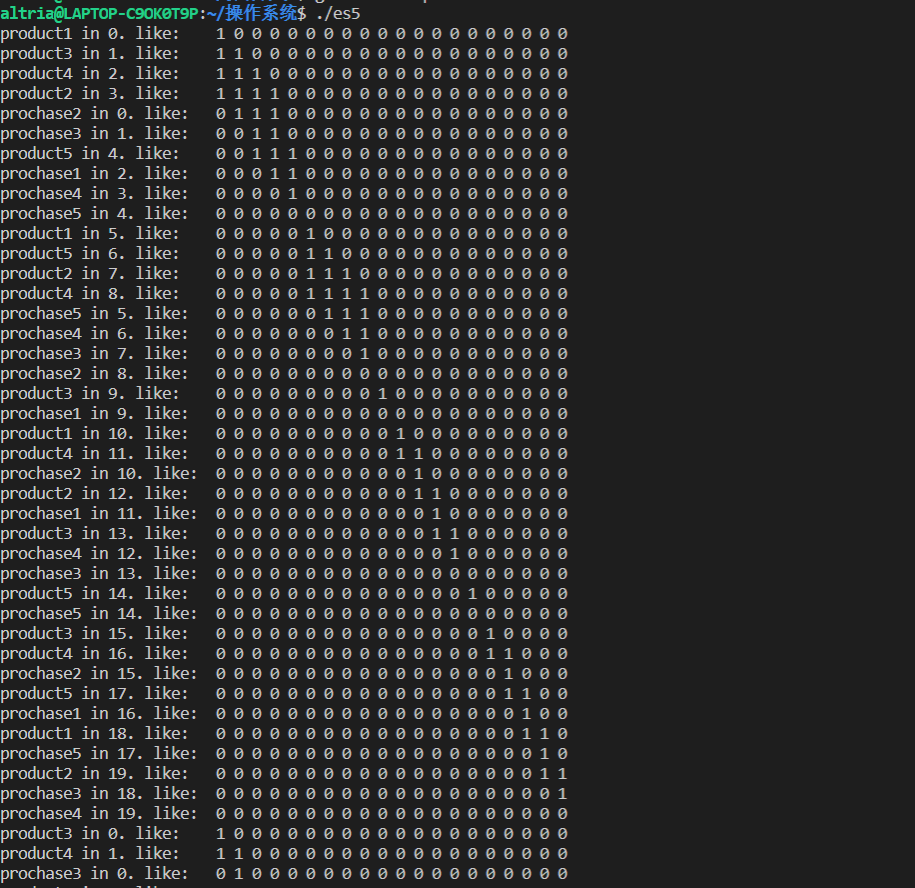 altria@LAPTOP-C9OK0T9P:~/操作系统$ ./es5
product1 in 0. like: 1 0 0 0 0 0 0 0 0 0 0 0 0 0 0 0 0 0 0 0
product3 in 1. like: 1 1 0 0 0 0 0 0 0 0 0 0 0 0 0 0 0 0 0 0
product4 in 2. like: 1 1 1 0 0 0 0 0 0 0 0 0 0 0 0 0 0 0 0 0
product2 in 3. like: 1 1 1 1 0 0 0 0 0 0 0 0 0 0 0 0 0 0 0 0
prochase2 in 0. like: 0 1 1 1 0 0 0 0 0 0 0 0 0 0 0 0 0 0 0 0
prochase3 in 1. like: 0 0 1 1 0 0 0 0 0 0 0 0 0 0 0 0 0 0 0 0
product5 in 4. like: 0 0 1 1 1 0 0 0 0 0 0 0 0 0 0 0 0 0 0 0
prochase1 in 2. like: 0 0 0 1 1 0 0 0 0 0 0 0 0 0 0 0 0 0 0 0
prochase4 in 3. like: 0 0 0 0 1 0 0 0 0 0 0 0 0 0 0 0 0 0 0 0
prochase5 in 4. like: 0 0 0 0 0 0 0 0 0 0 0 0 0 0 0 0 0 0 0 0
product1 in 5. like: 0 0 0 0 0 1 0 0 0 0 0 0 0 0 0 0 0 0 0 0
product5 in 6. like: 0 0 0 0 0 1 1 0 0 0 0 0 0 0 0 0 0 0 0 0
product2 in 7. like: 0 0 0 0 0 1 1 1 0 0 0 0 0 0 0 0 0 0 0 0
product4 in 8. like: 0 0 0 0 0 1 1 1 1 0 0 0 0 0 0 0 0 0 0 0
prochase5 in 5. like: 0 0 0 0 0 0 1 1 1 0 0 0 0 0 0 0 0 0 0 0
prochase4 in 6. like: 0 0 0 0 0 0 0 1 1 0 0 0 0 0 0 0 0 0 0 0
prochase3 in 7. like: 0 0 0 0 0 0 0 0 1 0 0 0 0 0 0 0 0 0 0 0
prochase2 in 8. like: 0 0 0 0 0 0 0 0 0 0 0 0 0 0 0 0 0 0 0 0
product3 in 9. like: 0 0 0 0 0 0 0 0 0 1 0 0 0 0 0 0 0 0 0 0
prochase1 in 9. like: 0 0 0 0 0 0 0 0 0 0 0 0 0 0 0 0 0 0 0 0
product1 in 10. like: 0 0 0 0 0 0 0 0 0 0 1 0 0 0 0 0 0 0 0 0
product4 in 11. like: 0 0 0 0 0 0 0 0 0 0 1 1 0 0 0 0 0 0 0 0
prochase2 in 10. like: 0 0 0 0 0 0 0 0 0 0 0 1 0 0 0 0 0 0 0 0
product2 in 12. like: 0 0 0 0 0 0 0 0 0 0 0 1 1 0 0 0 0 0 0 0
prochase1 in 11. like: 0 0 0 0 0 0 0 0 0 0 0 0 1 0 0 0 0 0 0 0
product3 in 13. like: 0 0 0 0 0 0 0 0 0 0 0 0 1 1 0 0 0 0 0 0
prochase4 in 12. like: 0 0 0 0 0 0 0 0 0 0 0 0 0 1 0 0 0 0 0 0
prochase3 in 13. like: 0 0 0 0 0 0 0 0 0 0 0 0 0 0 0 0 0 0 0 0
product5 in 14. like: 0 0 0 0 0 0 0 0 0 0 0 0 0 0 1 0 0 0 0 0
prochase5 in 14. like: 0 0 0 0 0 0 0 0 0 0 0 0 0 0 0 0 0 0 0 0
product3 in 15. like: 0 0 0 0 0 0 0 0 0 0 0 0 0 0 0 1 0 0 0 0
product4 in 16. like: 0 0 0 0 0 0 0 0 0 0 0 0 0 0 0 1 1 0 0 0
prochase2 in 15. like: 0 0 0 0 0 0 0 0 0 0 0 0 0 0 0 0 1 0 0 0
product5 in 17. like: 0 0 0 0 0 0 0 0 0 0 0 0 0 0 0 0 1 1 0 0
prochase1 in 16. like: 0 0 0 0 0 0 0 0 0 0 0 0 0 0 0 0 0 1 0 0
product1 in 18. like: 0 0 0 0 0 0 0 0 0 0 0 0 0 0 0 0 0 1 1 0
prochase5 in 17. like: 0 0 0 0 0 0 0 0 0 0 0 0 0 0 0 0 0 0 1 0
product2 in 19. like: 0 0 0 0 0 0 0 0 0 0 0 0 0 0 0 0 0 0 1 1
prochase3 in 18. like: 0 0 0 0 0 0 0 0 0 0 0 0 0 0 0 0 0 0 0 1
prochase4 in 19. like: 0 0 0 0 0 0 0 0 0 0 0 0 0 0 0 0 0 0 0 0
product3 in 0. like: 1 0 0 0 0 0 0 0 0 0 0 0 0 0 0 0 0 0 0 0
product4 in 1. like: 1 1 0 0 0 0 0 0 0 0 0 0 0 0 0 0 0 0 0 0
prochase3 in 0. like: 0 1 0 0 0 0 0 0 0 0 0 0 0 0 0 0 0 0 0 0